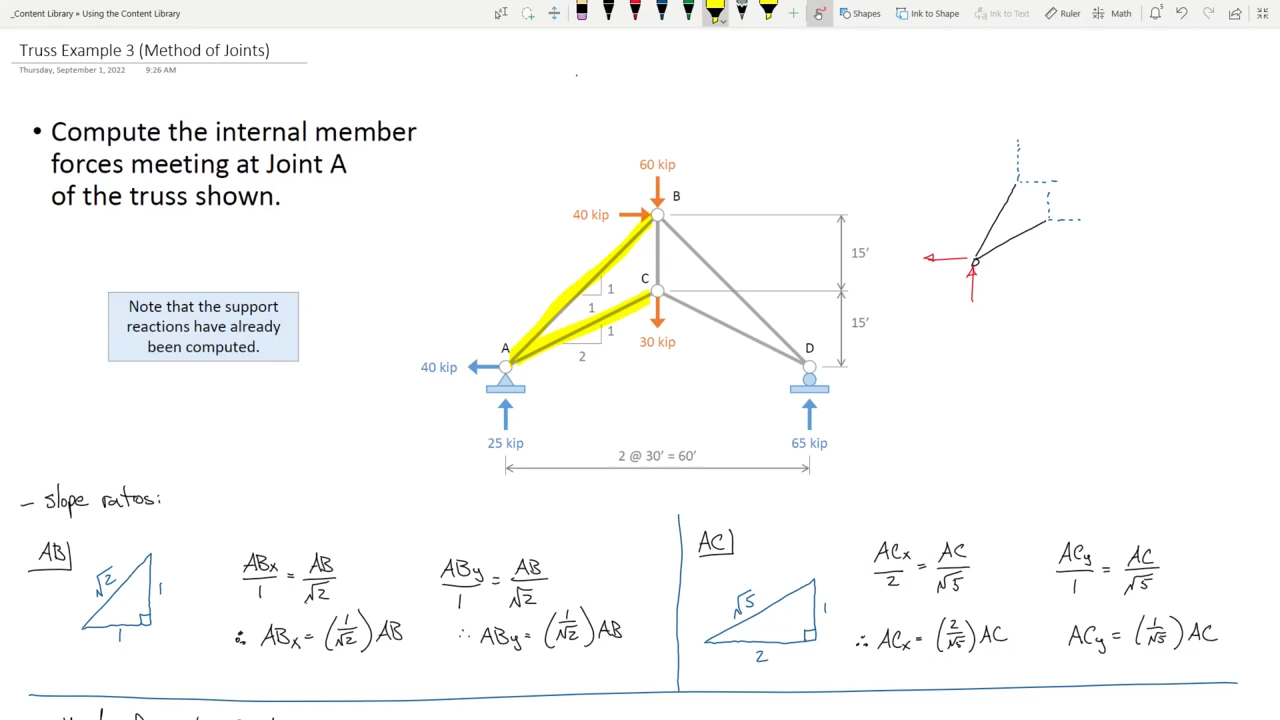 _Content Library » Using the Content Library
Shapes
Ink to Shape
Ink to Text
Ruler
Math
5
Truss Example 3 (Method of Joints)
Thursday, September 1, 2022 9:26 AM
• Compute the internal member
forces meeting at Joint A
of the truss shown.
Note that the support
reactions have already
been computed.
60 kip
B
40 kip
15'
C
1
1
1
2
30 kip
15'
A
D
40 kip
25 kip
65 kip
2 @ 30' = 60'
- slope ratos:
AB
√2
1
1
ABx/1 = AB/√2
∴ ABx = (1/√2) AB
ABy/1 = AB/√2
∴ ABy = (1/√2) AB
AC
√5
1
2
ACx/2 = AC/√5
∴ ACx = (2/√5) AC
ACy/1 = AC/√5
ACy = (1/√5) AC